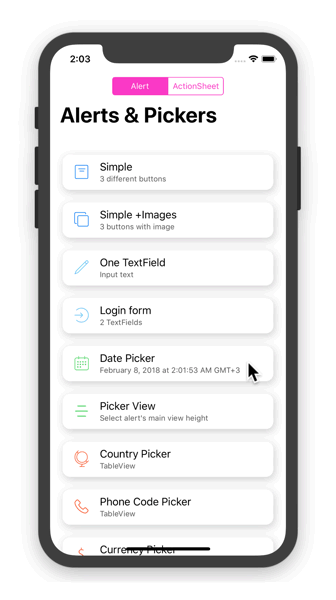 2:03
Alert
ActionSheet
Alerts & Pickers
Simple
3 different buttons
Simple +Images
3 buttons with image
One TextField
Input text
Login form
2 TextFields
Date Picker
February 8, 2018 at 2:01:53 AM GMT+3
Picker View
Select alert's main view height
Country Picker
TableView
Phone Code Picker
TableView
Currency Picker